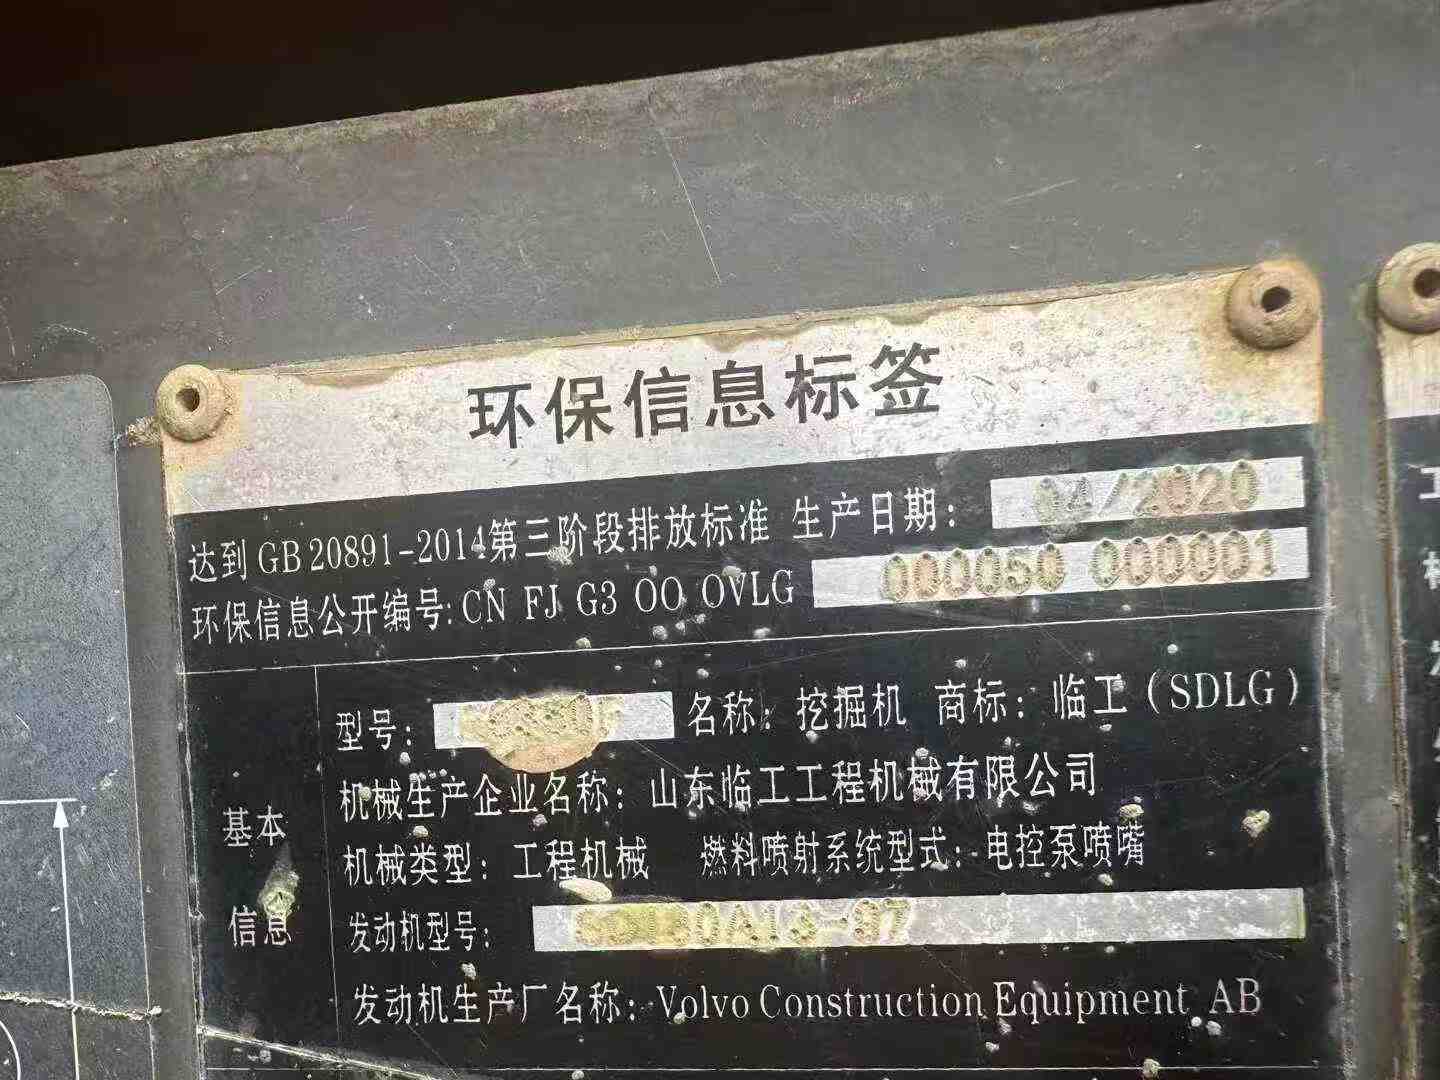 环保信息标签
达到GB 20891-2014第三阶段排放标准 生产日期：04/2020
环保信息公开编号：CN FJ G3 OO OVLG 000050 000001
型号： 名称：挖掘机 商标：临工（SDLG）
机械生产企业名称：山东临工工程机械有限公司
基本
机械类型：工程机械 燃料喷射系统型式：电控泵喷嘴
信息
发动机型号：
发动机生产厂名称：Volvo Construction Equipment AB